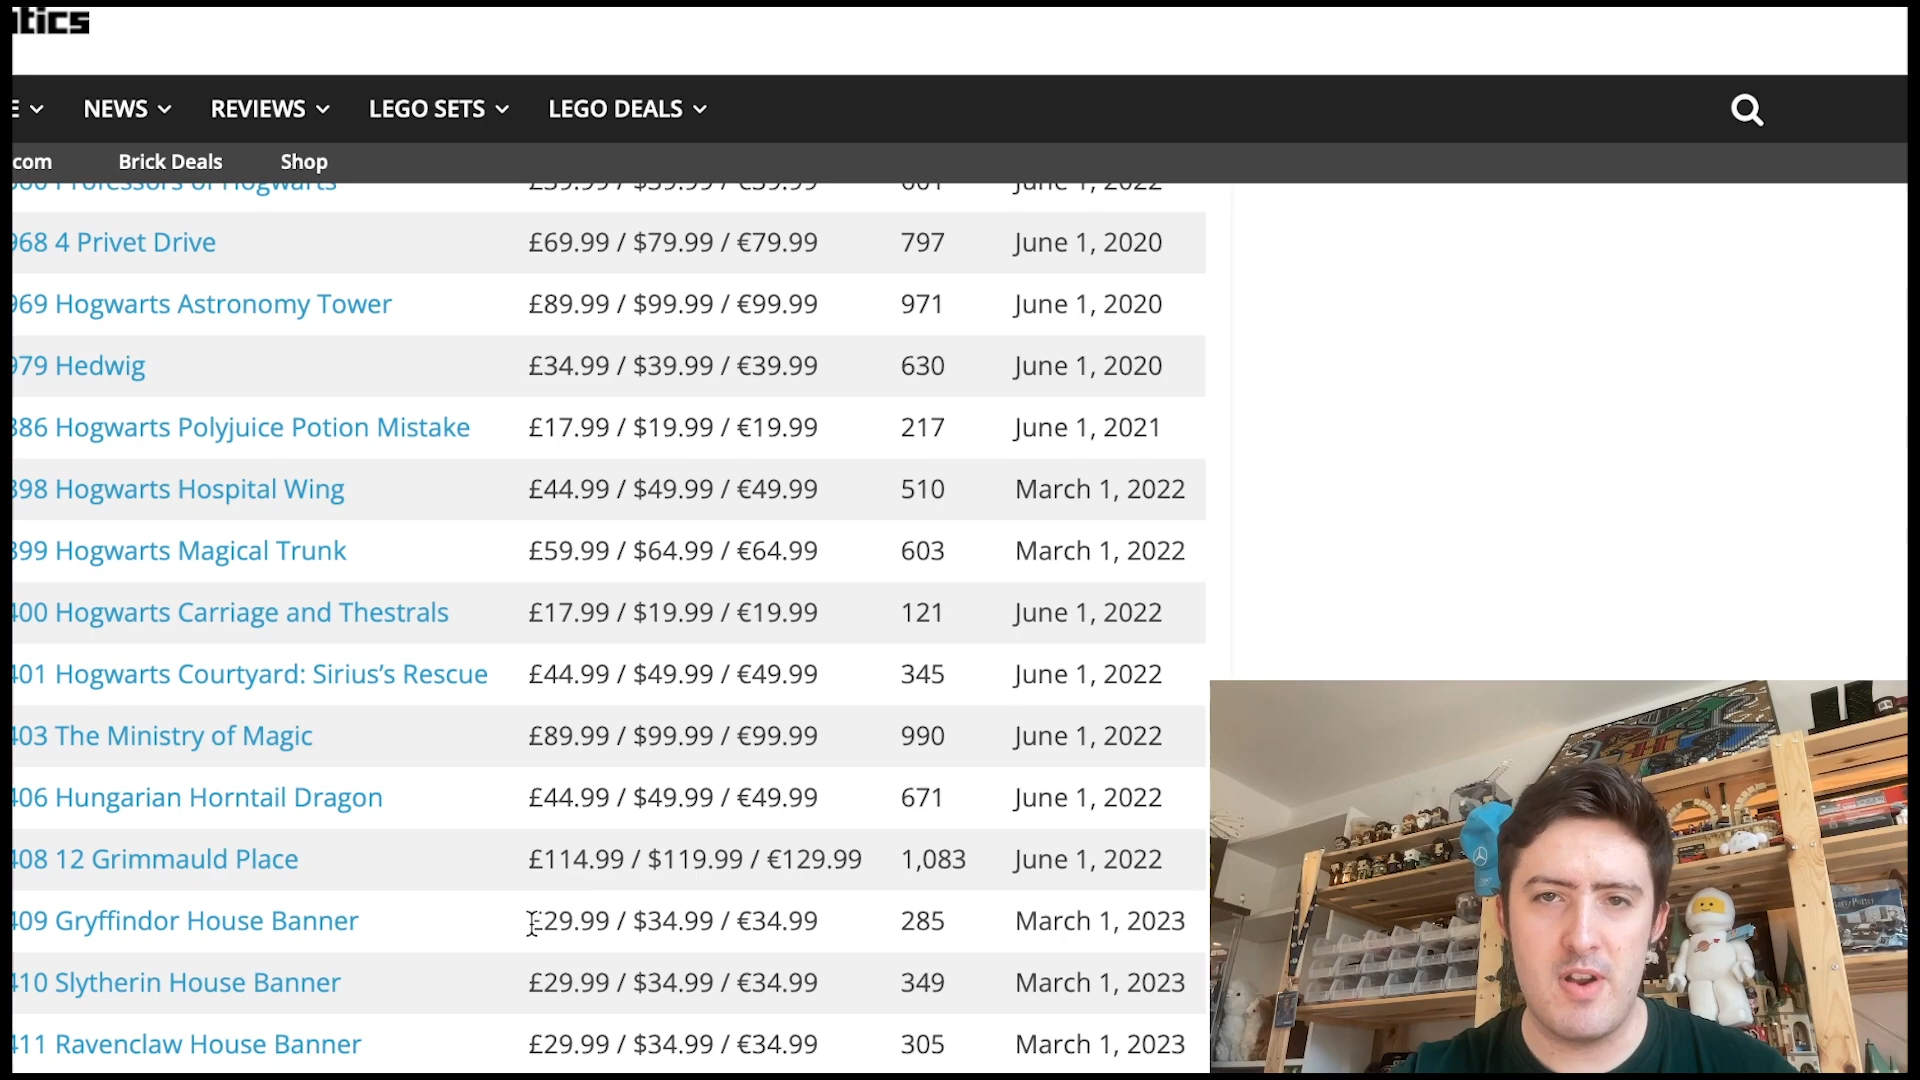 tics
E NEWS REVIEWS LEGO SETS LEGO DEALS
com Brick Deals Shop
Professors of Hogwarts £59.99 / $59.99 / €59.99 601 June 1, 2022
968 4 Privet Drive £69.99 / $79.99 / €79.99 797 June 1, 2020
969 Hogwarts Astronomy Tower £89.99 / $99.99 / €99.99 971 June 1, 2020
979 Hedwig £34.99 / $39.99 / €39.99 630 June 1, 2020
386 Hogwarts Polyjuice Potion Mistake £17.99 / $19.99 / €19.99 217 June 1, 2021
398 Hogwarts Hospital Wing £44.99 / $49.99 / €49.99 510 March 1, 2022
399 Hogwarts Magical Trunk £59.99 / $64.99 / €64.99 603 March 1, 2022
400 Hogwarts Carriage and Thestrals £17.99 / $19.99 / €19.99 121 June 1, 2022
401 Hogwarts Courtyard: Sirius’s Rescue £44.99 / $49.99 / €49.99 345 June 1, 2022
403 The Ministry of Magic £89.99 / $99.99 / €99.99 990 June 1, 2022
406 Hungarian Horntail Dragon £44.99 / $49.99 / €49.99 671 June 1, 2022
408 12 Grimmauld Place £114.99 / $119.99 / €129.99 1,083 June 1, 2022
409 Gryffindor House Banner £29.99 / $34.99 / €34.99 285 March 1, 2023
410 Slytherin House Banner £29.99 / $34.99 / €34.99 349 March 1, 2023
411 Ravenclaw House Banner £29.99 / $34.99 / €34.99 305 March 1, 2023
Harry Potter